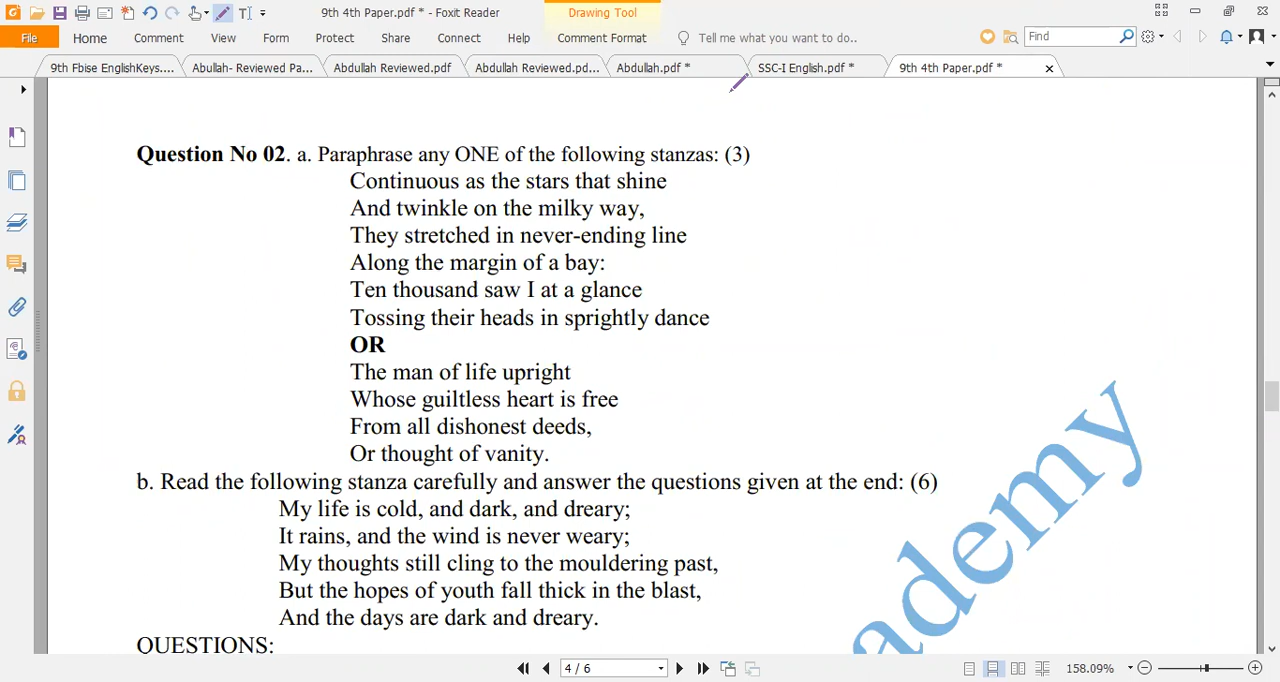 9th 4th Paper.pdf * - Foxit Reader
Drawing Tool
File Home Comment View Form Protect Share Connect Help Comment Format Tell me what you want to do.. Find
9th Fbise EnglishKeys.... Abullah- Reviewed Pa... Abdullah Reviewed.pdf Abdullah Reviewed.pd... Abdullah.pdf * SSC-I English.pdf * 9th 4th Paper.pdf *
Question No 02. a. Paraphrase any ONE of the following stanzas: (3)
Continuous as the stars that shine
And twinkle on the milky way,
They stretched in never-ending line
Along the margin of a bay:
Ten thousand saw I at a glance
Tossing their heads in sprightly dance
OR
The man of life upright
Whose guiltless heart is free
From all dishonest deeds,
Or thought of vanity.
b. Read the following stanza carefully and answer the questions given at the end: (6)
My life is cold, and dark, and dreary;
It rains, and the wind is never weary;
My thoughts still cling to the mouldering past,
But the hopes of youth fall thick in the blast,
And the days are dark and dreary.
QUESTIONS:
ademy
4 / 6
158.09%